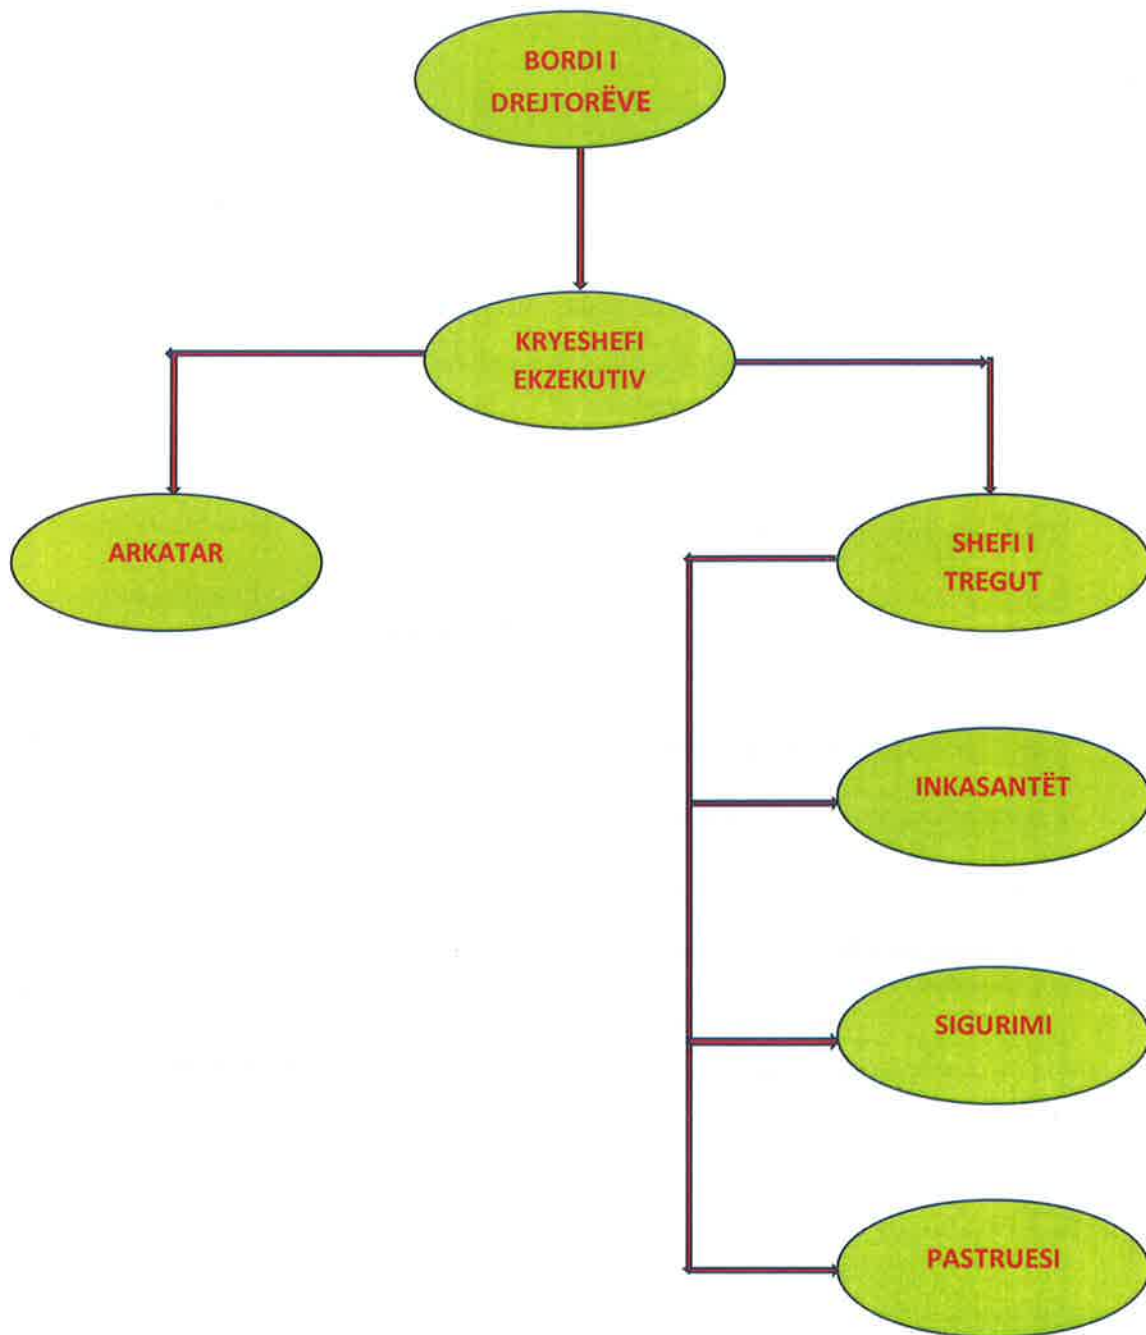 BORDI I
DREJTORËVE
KRYESHEFI
EKZEKUTIV
ARKATAR
SHEFI I
TREGUT
INKASANTËT
SIGURIMI
PASTRUESI